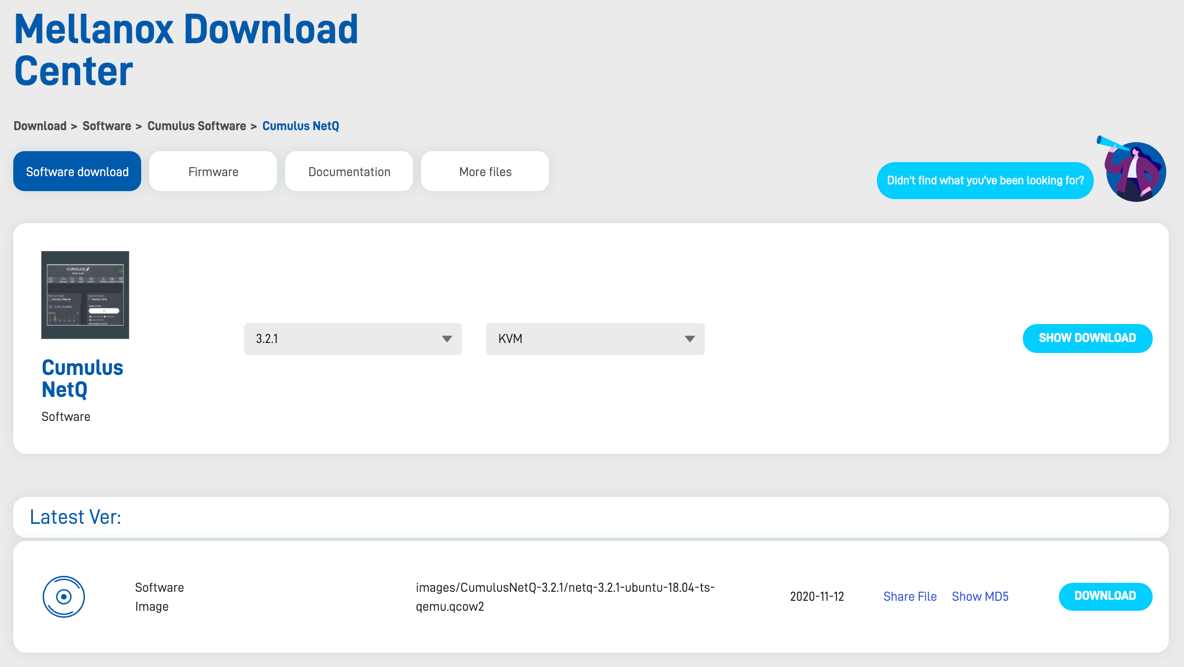 Mellanox Download
Center
Download > Software > Cumulus Software > Cumulus NetQ
Software download
Firmware
Documentation
More files
Didn't find what you've been looking for?
CUMULUS
3.2.1
KVM
SHOW DOWNLOAD
Cumulus
NetQ
Software
Latest Ver:
Software
Image
images/CumulusNetQ-3.2.1/netq-3.2.1-ubuntu-18.04-ts-
qemu.qcow2
2020-11-12
Share File
Show MD5
DOWNLOAD